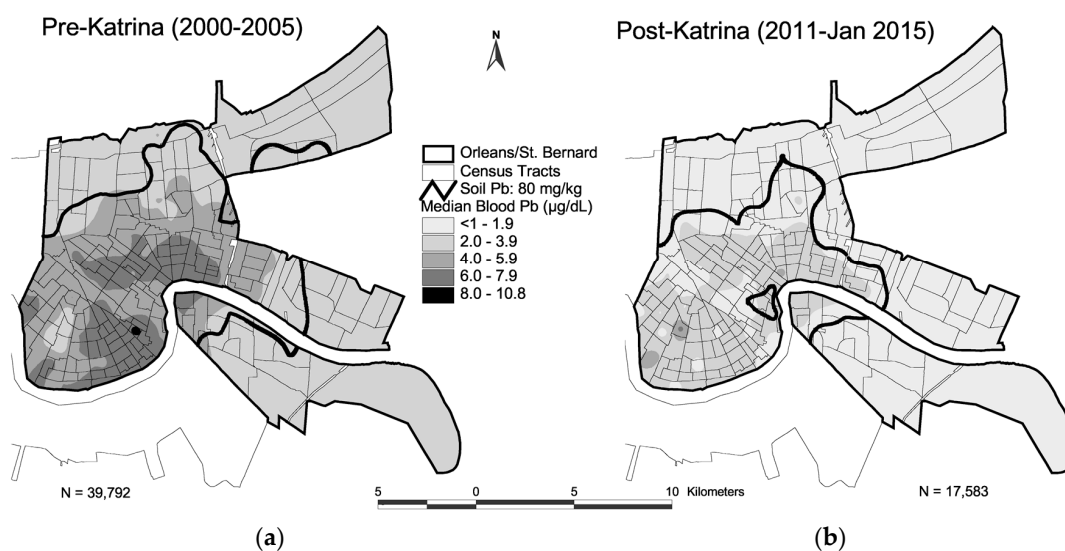 Pre-Katrina (2000-2005)
N
Post-Katrina (2011-Jan 2015)
Orleans/St. Bernard
Census Tracts
Soil Pb: 80 mg/kg
Median Blood Pb (µg/dL)
<1 - 1.9
2.0 - 3.9
4.0 - 5.9
6.0 - 7.9
8.0 - 10.8
N = 39,792
5 0 5 10 Kilometers
N = 17,583
(a) (b)